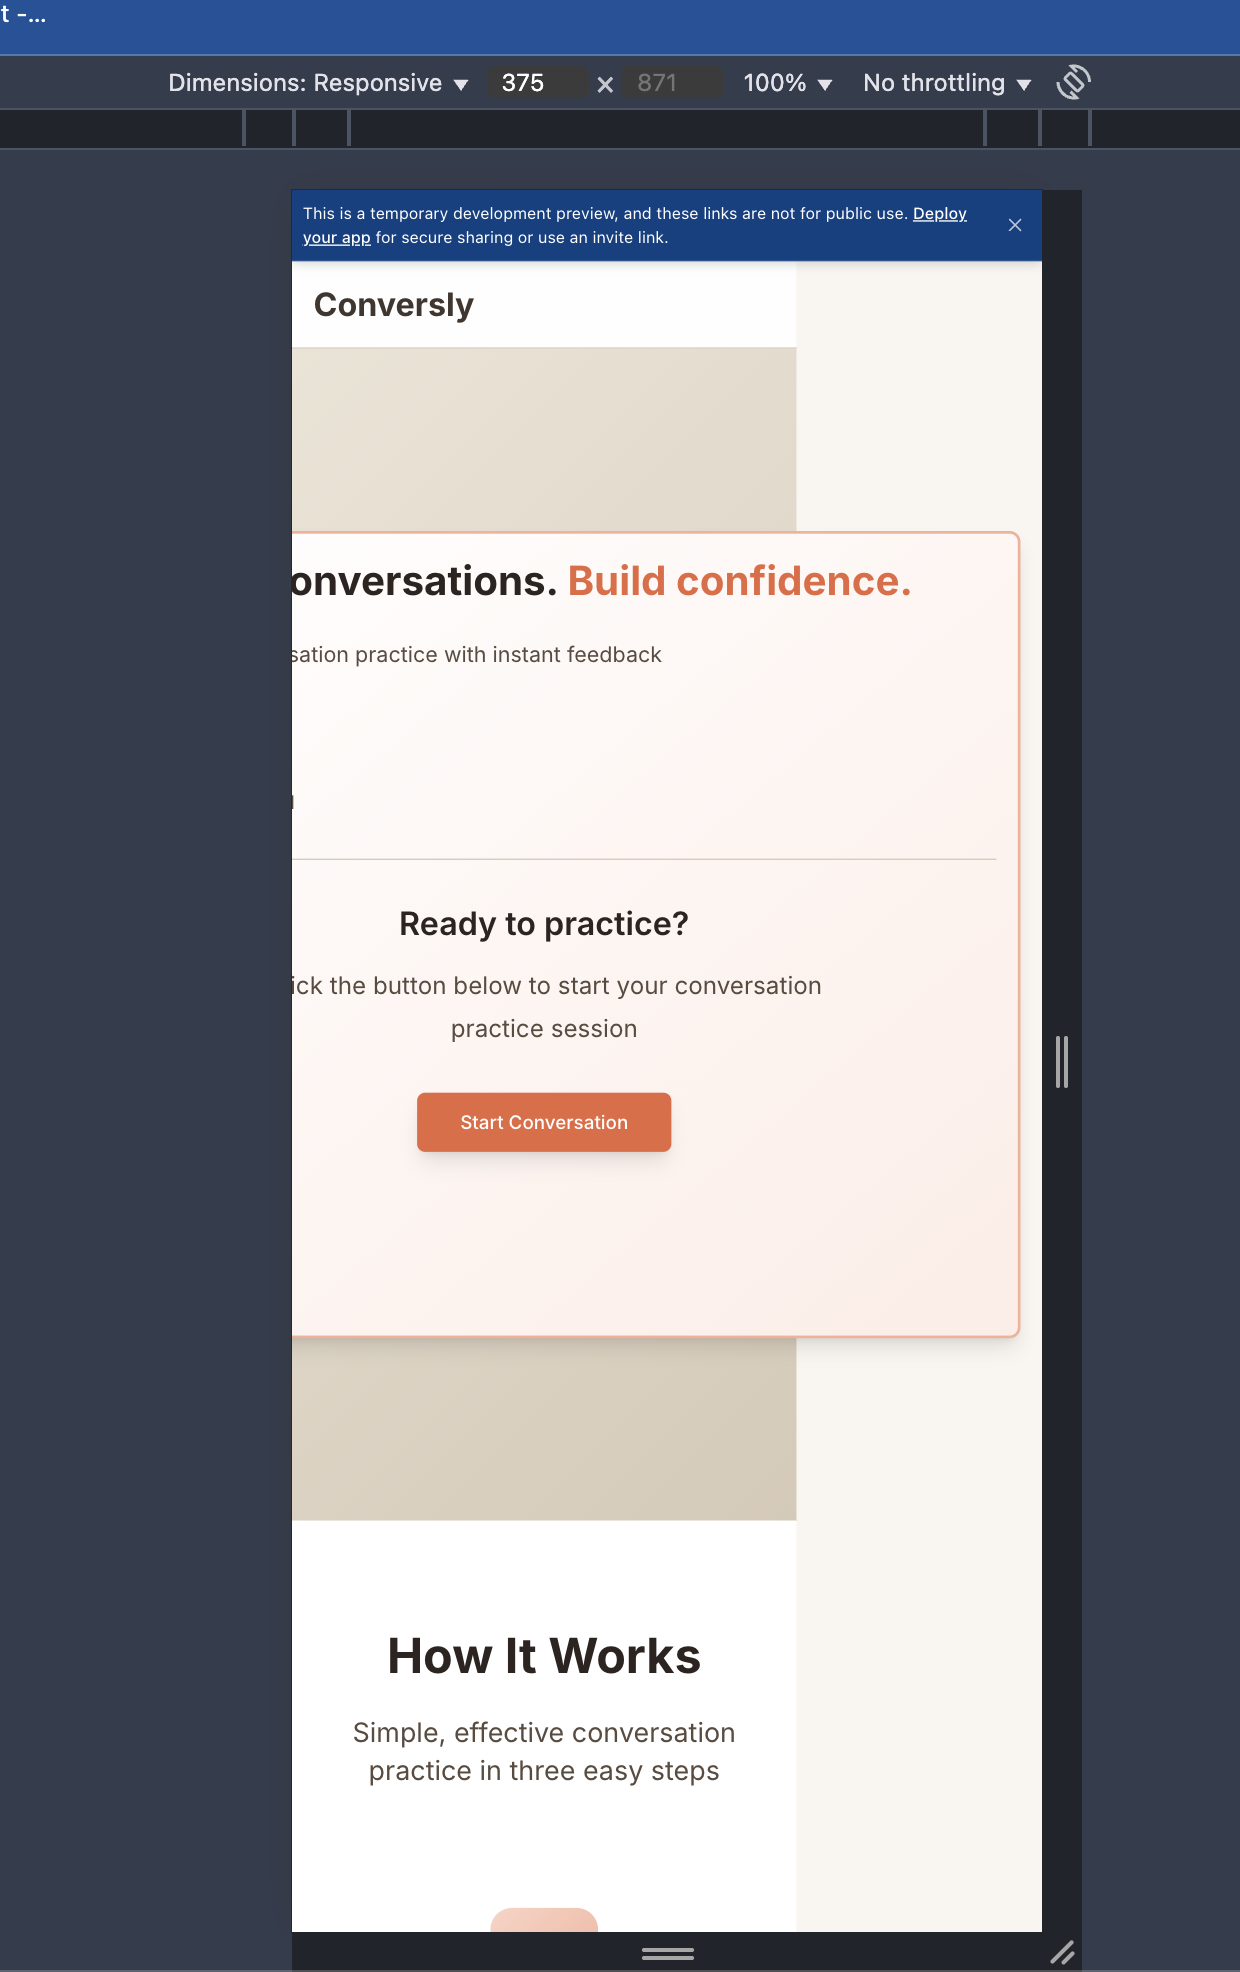 t -...
Dimensions: Responsive ▼ 375 × 871 100% ▼ No throttling ▼
This is a temporary development preview, and these links are not for public use. Deploy
your app for secure sharing or use an invite link.
Conversly
onversations. Build confidence.
sation practice with instant feedback
Ready to practice?
ick the button below to start your conversation
practice session
Start Conversation
How It Works
Simple, effective conversation
practice in three easy steps